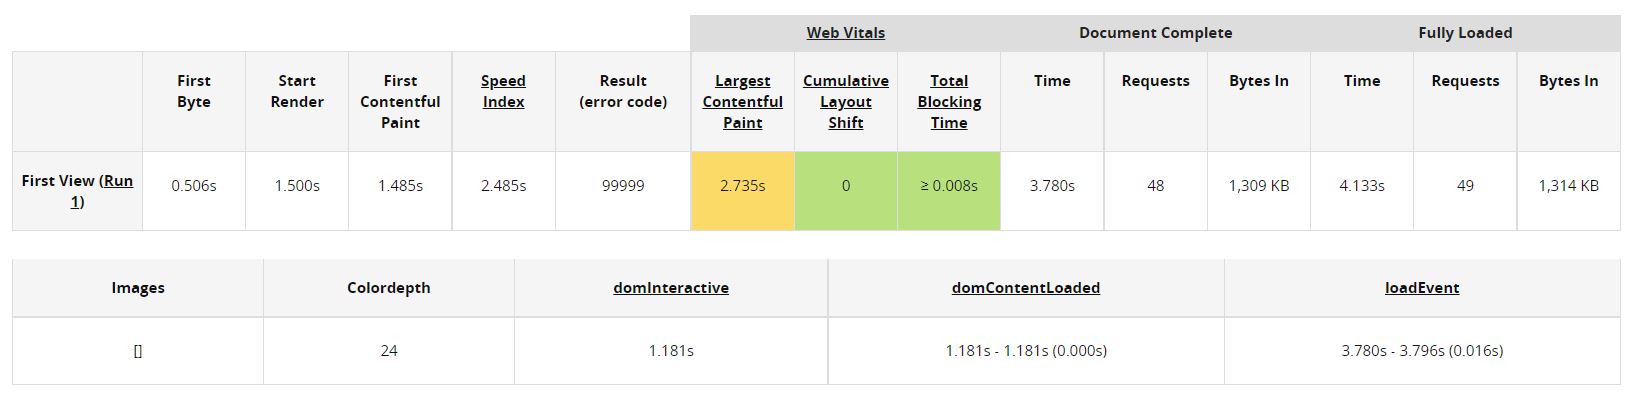 Web Vitals Document Complete Fully Loaded
First Byte Start Render First Contentful Paint Speed Index Result (error code) Largest Contentful Paint Cumulative Layout Shift Total Blocking Time Time Requests Bytes In Time Requests Bytes In
First View (Run 1) 0.506s 1.500s 1.485s 2.485s 99999 2.735s 0 ≥ 0.008s 3.780s 48 1,309 KB 4.133s 49 1,314 KB
Images Colordepth domInteractive domContentLoaded loadEvent
[] 24 1.181s 1.181s - 1.181s (0.000s) 3.780s - 3.796s (0.016s)